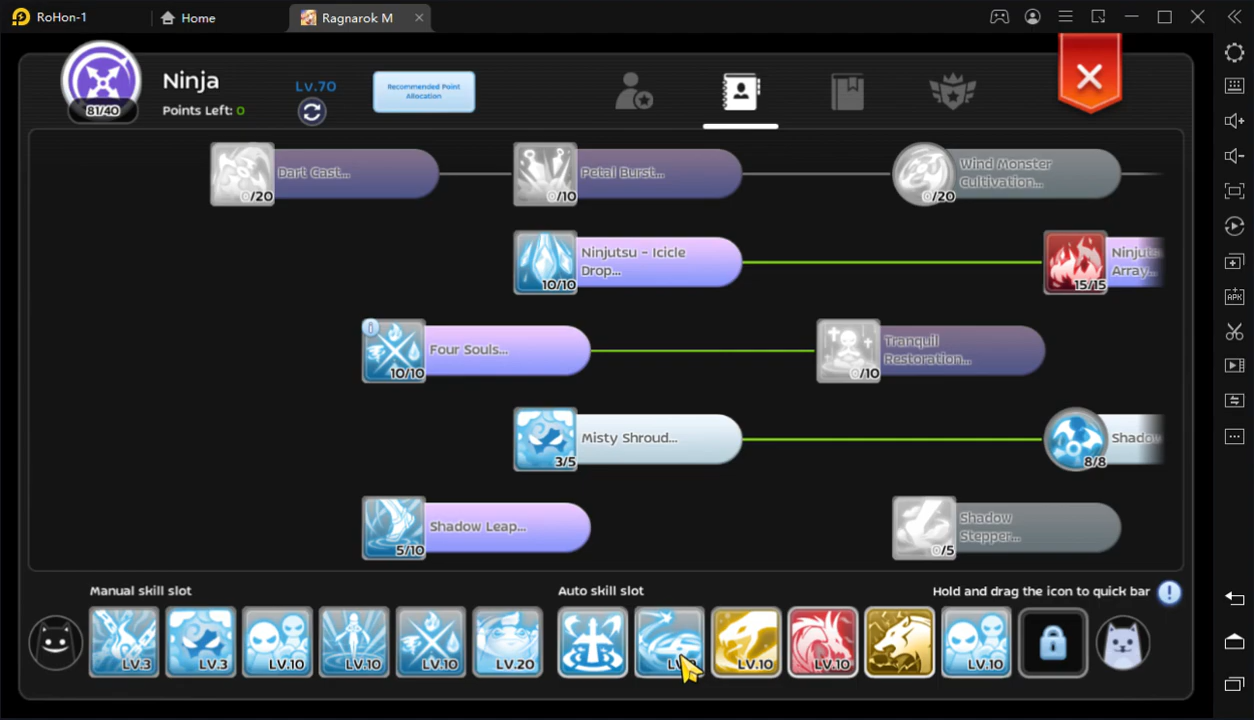 RoHon-1
Home
Ragnarok M
Ninja
81/40
Points Left: 0
Lv.70
Recommended Point
Allocation
Dart Cast...
0/20
Petal Burst...
0/10
Wind Monster
Cultivation...
0/20
Ninjutsu - Icicle
Drop...
10/10
Ninjuts
Array...
15/15
Four Souls...
10/10
Tranquil
Restoration...
0/10
Misty Shroud...
3/5
Shadow
8/8
Shadow Leap...
5/10
Shadow
Stepper...
0/5
Manual skill slot
Auto skill slot
Hold and drag the icon to quick bar
LV.3
LV.3
LV.10
LV.10
LV.10
LV.20
LV.10
LV.10
LV.10
APK